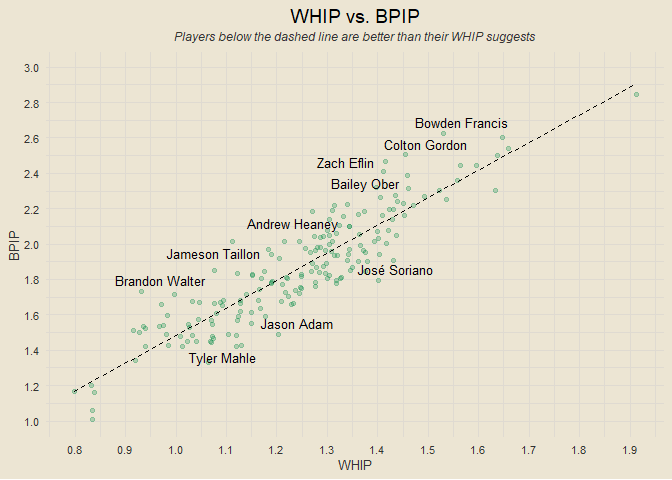 WHIP vs. BPIP
Players below the dashed line are better than their WHIP suggests
3.0
2.8
Bowden Francis
2.6
Colton Gordon
2.4
Zack Eflin
Bailey Ober
2.2
Andrew Heaney
2.0
BPIP
Jameson Taillon
José Soriano
1.8
Brandon Walter
1.6
Jason Adam
1.4
Tyler Mahle
1.2
1.0
0.8 0.9 1.0 1.1 1.2 1.3 1.4 1.5 1.6 1.7 1.8 1.9
WHIP